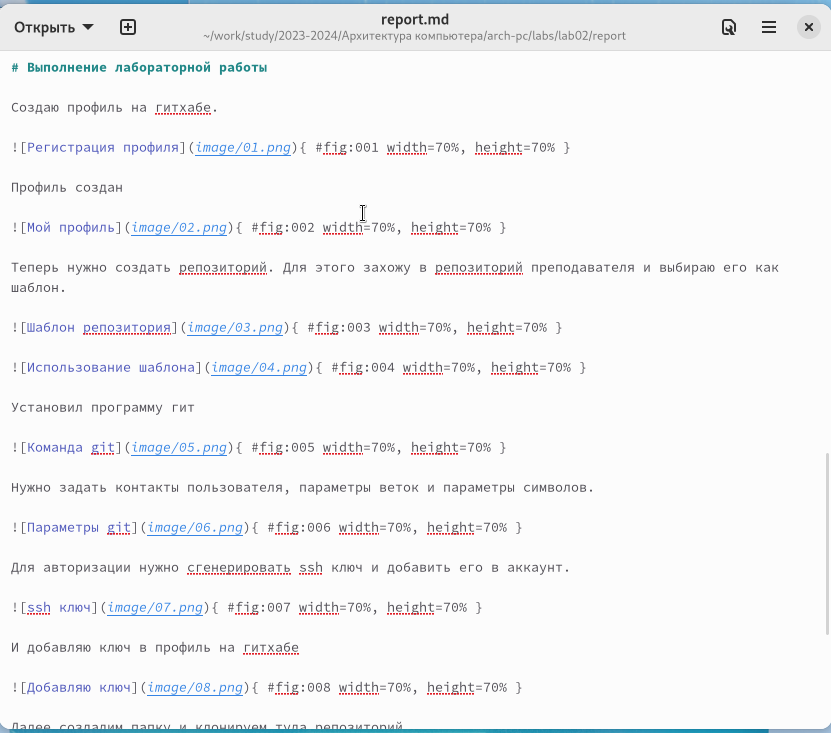 Открыть
report.md
~/work/study/2023-2024/Архитектура компьютера/arch-pc/labs/lab02/report
# Выполнение лабораторной работы
Создаю профиль на гитхабе.
![Регистрация профиля](image/01.png){ #fig:001 width=70%, height=70% }
Профиль создан
![Мой профиль](image/02.png){ #fig:002 width=70%, height=70% }
Теперь нужно создать репозиторий. Для этого захожу в репозиторий преподавателя и выбираю его как
шаблон.
![Шаблон репозитория](image/03.png){ #fig:003 width=70%, height=70% }
![Использование шаблона](image/04.png){ #fig:004 width=70%, height=70% }
Установил программу гит
![Команда git](image/05.png){ #fig:005 width=70%, height=70% }
Нужно задать контакты пользователя, параметры веток и параметры символов.
![Параметры git](image/06.png){ #fig:006 width=70%, height=70% }
Для авторизации нужно сгенерировать ssh ключ и добавить его в аккаунт.
![ssh ключ](image/07.png){ #fig:007 width=70%, height=70% }
И добавляю ключ в профиль на гитхабе
![Добавляю ключ](image/08.png){ #fig:008 width=70%, height=70% }
Далее создадим папку и клонируем туда репозиторий